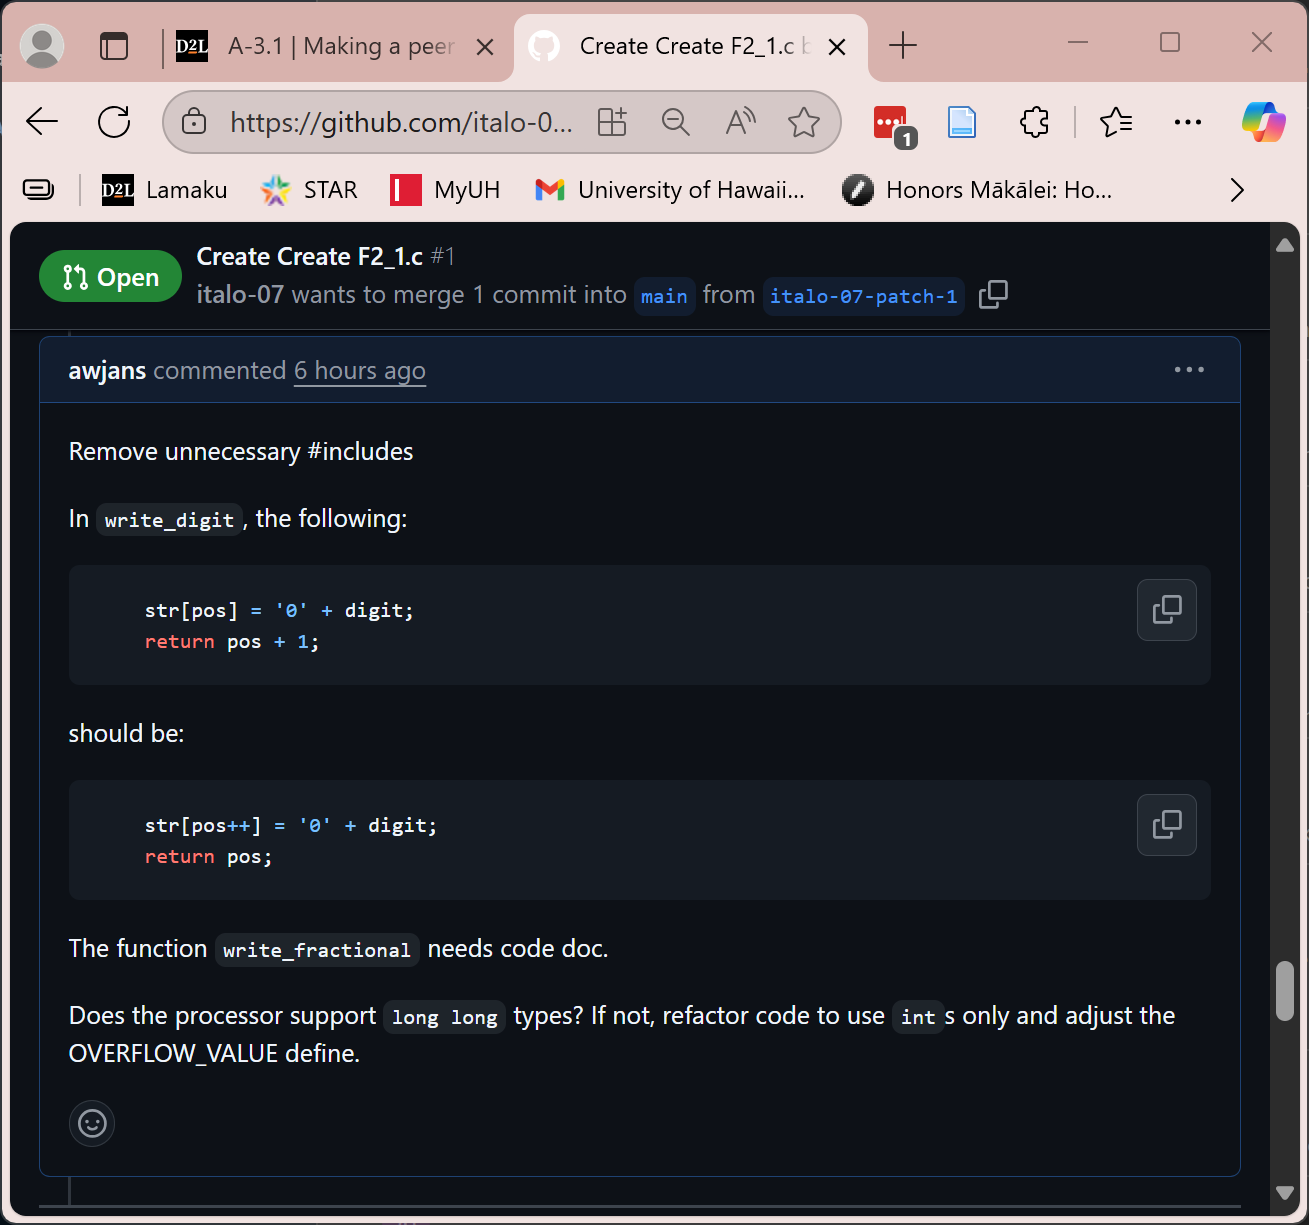 D2L A-3.1 | Making a peer
Create Create F2_1.c b
https://github.com/italo-0...
1
D2L Lamaku
STAR
MyUH
University of Hawaii...
Honors Mākālei: Ho...
Open
Create Create F2_1.c #1
italo-07 wants to merge 1 commit into main from italo-07-patch-1
awjans commented 6 hours ago
Remove unnecessary #includes
In write_digit, the following:
str[pos] = '0' + digit;
return pos + 1;
should be:
str[pos++] = '0' + digit;
return pos;
The function write_fractional needs code doc.
Does the processor support long long types? If not, refactor code to use ints only and adjust the
OVERFLOW_VALUE define.